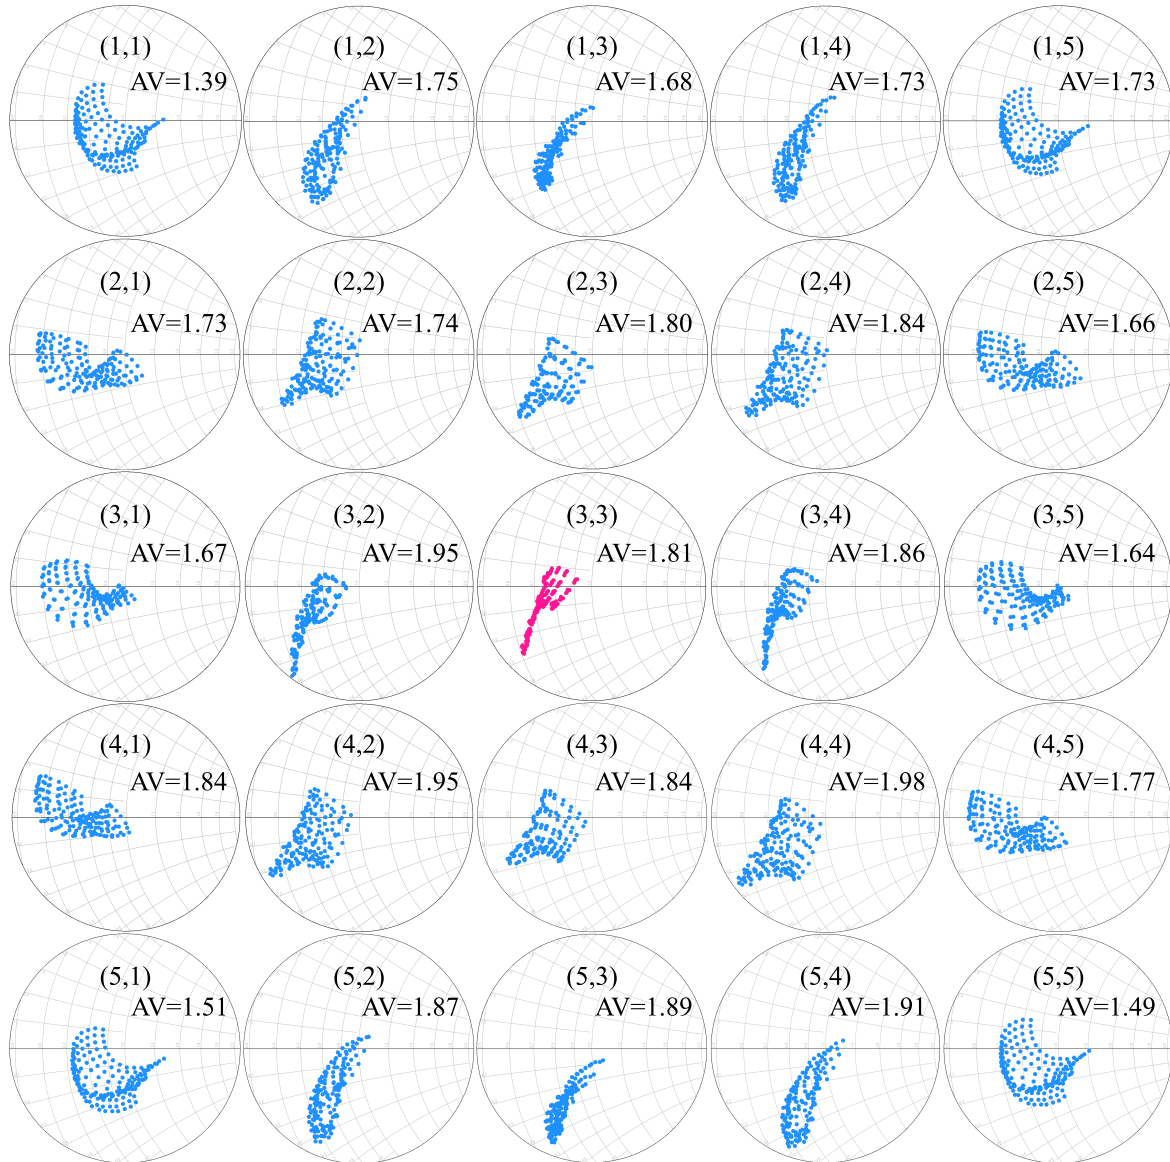 (1,1) (1,2) (1,3) (1,4) (1,5)
AV=1.39 AV=1.75 AV=1.68 AV=1.73 AV=1.73
(2,1) (2,2) (2,3) (2,4) (2,5)
AV=1.73 AV=1.74 AV=1.80 AV=1.84 AV=1.66
(3,1) (3,2) (3,3) (3,4) (3,5)
AV=1.67 AV=1.95 AV=1.81 AV=1.86 AV=1.64
(4,1) (4,2) (4,3) (4,4) (4,5)
AV=1.84 AV=1.95 AV=1.84 AV=1.98 AV=1.77
(5,1) (5,2) (5,3) (5,4) (5,5)
AV=1.51 AV=1.87 AV=1.89 AV=1.91 AV=1.49